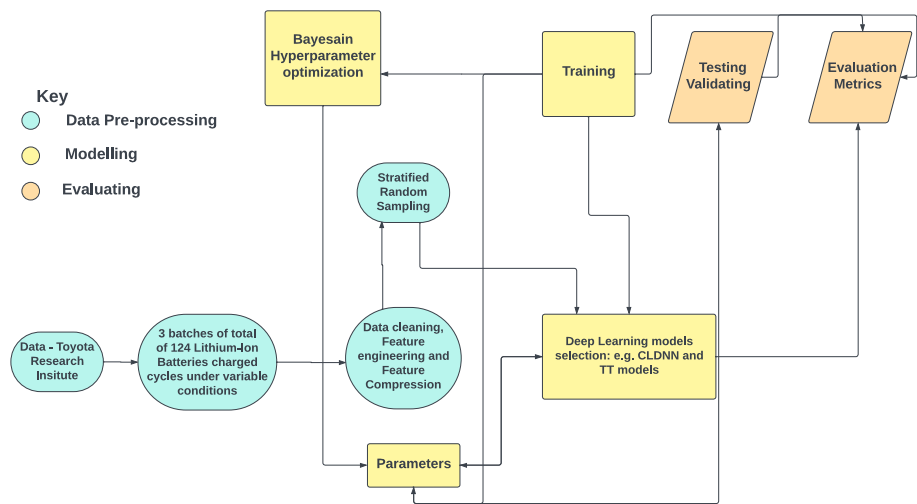 Bayesain
Hyperparameter
optimization
Training
Testing
Validating
Evaluation
Metrics
Key
Data Pre-processing
Modelling
Evaluating
Stratified
Random
Sampling
Data - Toyota
Research
Insitute
3 batches of total
of 124 Lithium-Ion
Batteries charged
cycles under variable
conditions
Data cleaning,
Feature
engineering and
Feature
Compression
Deep Learning models
selection: e.g. CLDNN and
TT models
Parameters